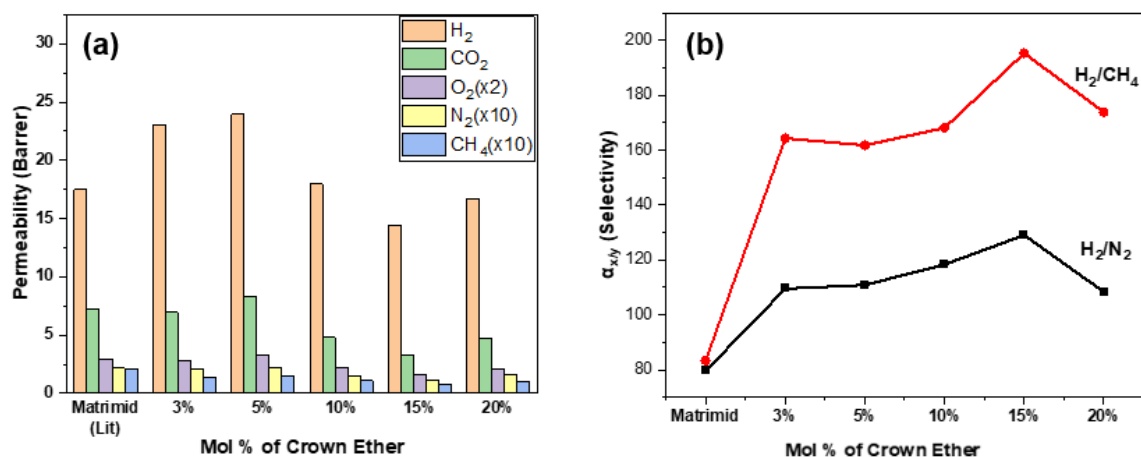 (a)
H₂
CO₂
O₂(x2)
N₂(x10)
CH₄(x10)
Permeability (Barrer)
30
25
20
15
10
5
0
Matrimid (Lit)
3%
5%
10%
15%
20%
Mol % of Crown Ether
(b)
H₂/CH₄
H₂/N₂
αx/y (Selectivity)
200
180
160
140
120
100
80
Matrimid
3%
5%
10%
15%
20%
Mol % of Crown Ether